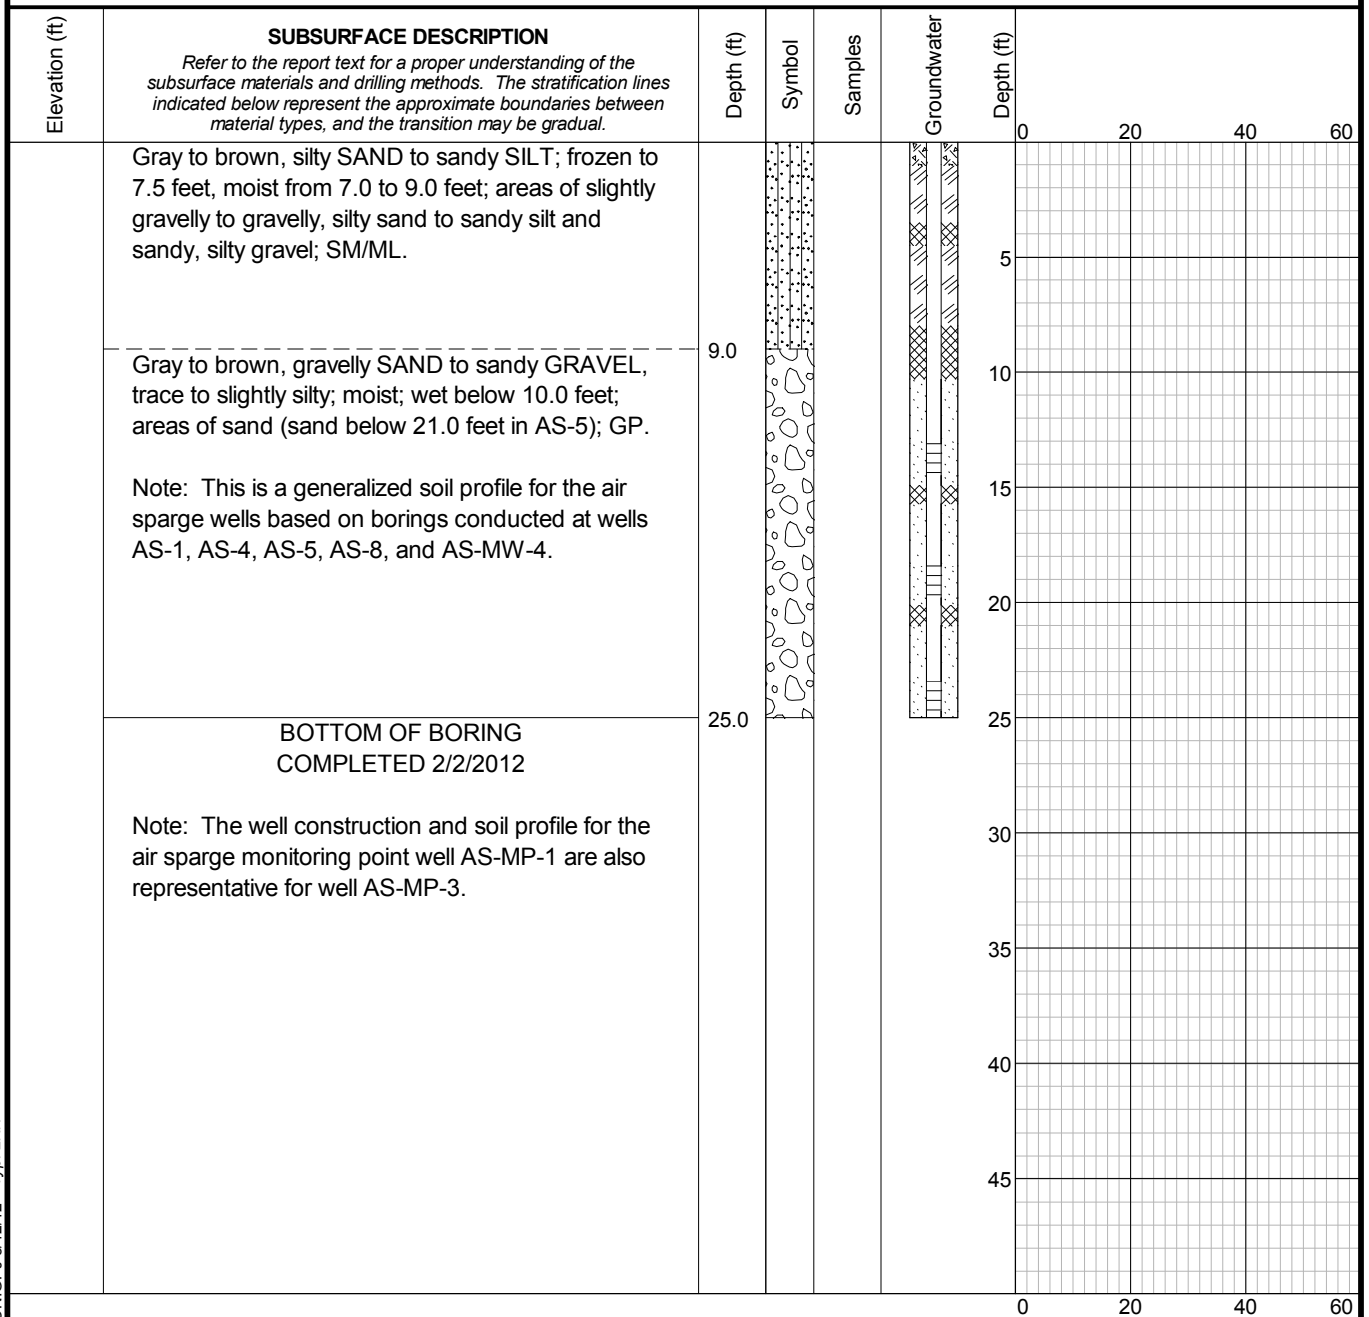 Elevation (ft)
SUBSURFACE DESCRIPTION
Refer to the report text for a proper understanding of the
subsurface materials and drilling methods. The stratification lines
indicated below represent the approximate boundaries between
material types, and the transition may be gradual.
Depth (ft)
Symbol
Samples
Groundwater
Depth (ft)
0 20 40 60
Gray to brown, silty SAND to sandy SILT; frozen to
7.5 feet, moist from 7.0 to 9.0 feet; areas of slightly
gravelly to gravelly, silty sand to sandy silt and
sandy, silty gravel; SM/ML.
5
9.0
Gray to brown, gravelly SAND to sandy GRAVEL,
trace to slightly silty; moist; wet below 10.0 feet;
areas of sand (sand below 21.0 feet in AS-5); GP.
10
Note: This is a generalized soil profile for the air
sparge wells based on borings conducted at wells
AS-1, AS-4, AS-5, AS-8, and AS-MW-4.
15
20
25.0
25
BOTTOM OF BORING
COMPLETED 2/2/2012
Note: The well construction and soil profile for the
air sparge monitoring point well AS-MP-1 are also
representative for well AS-MP-3.
30
35
40
45
0 20 40 60